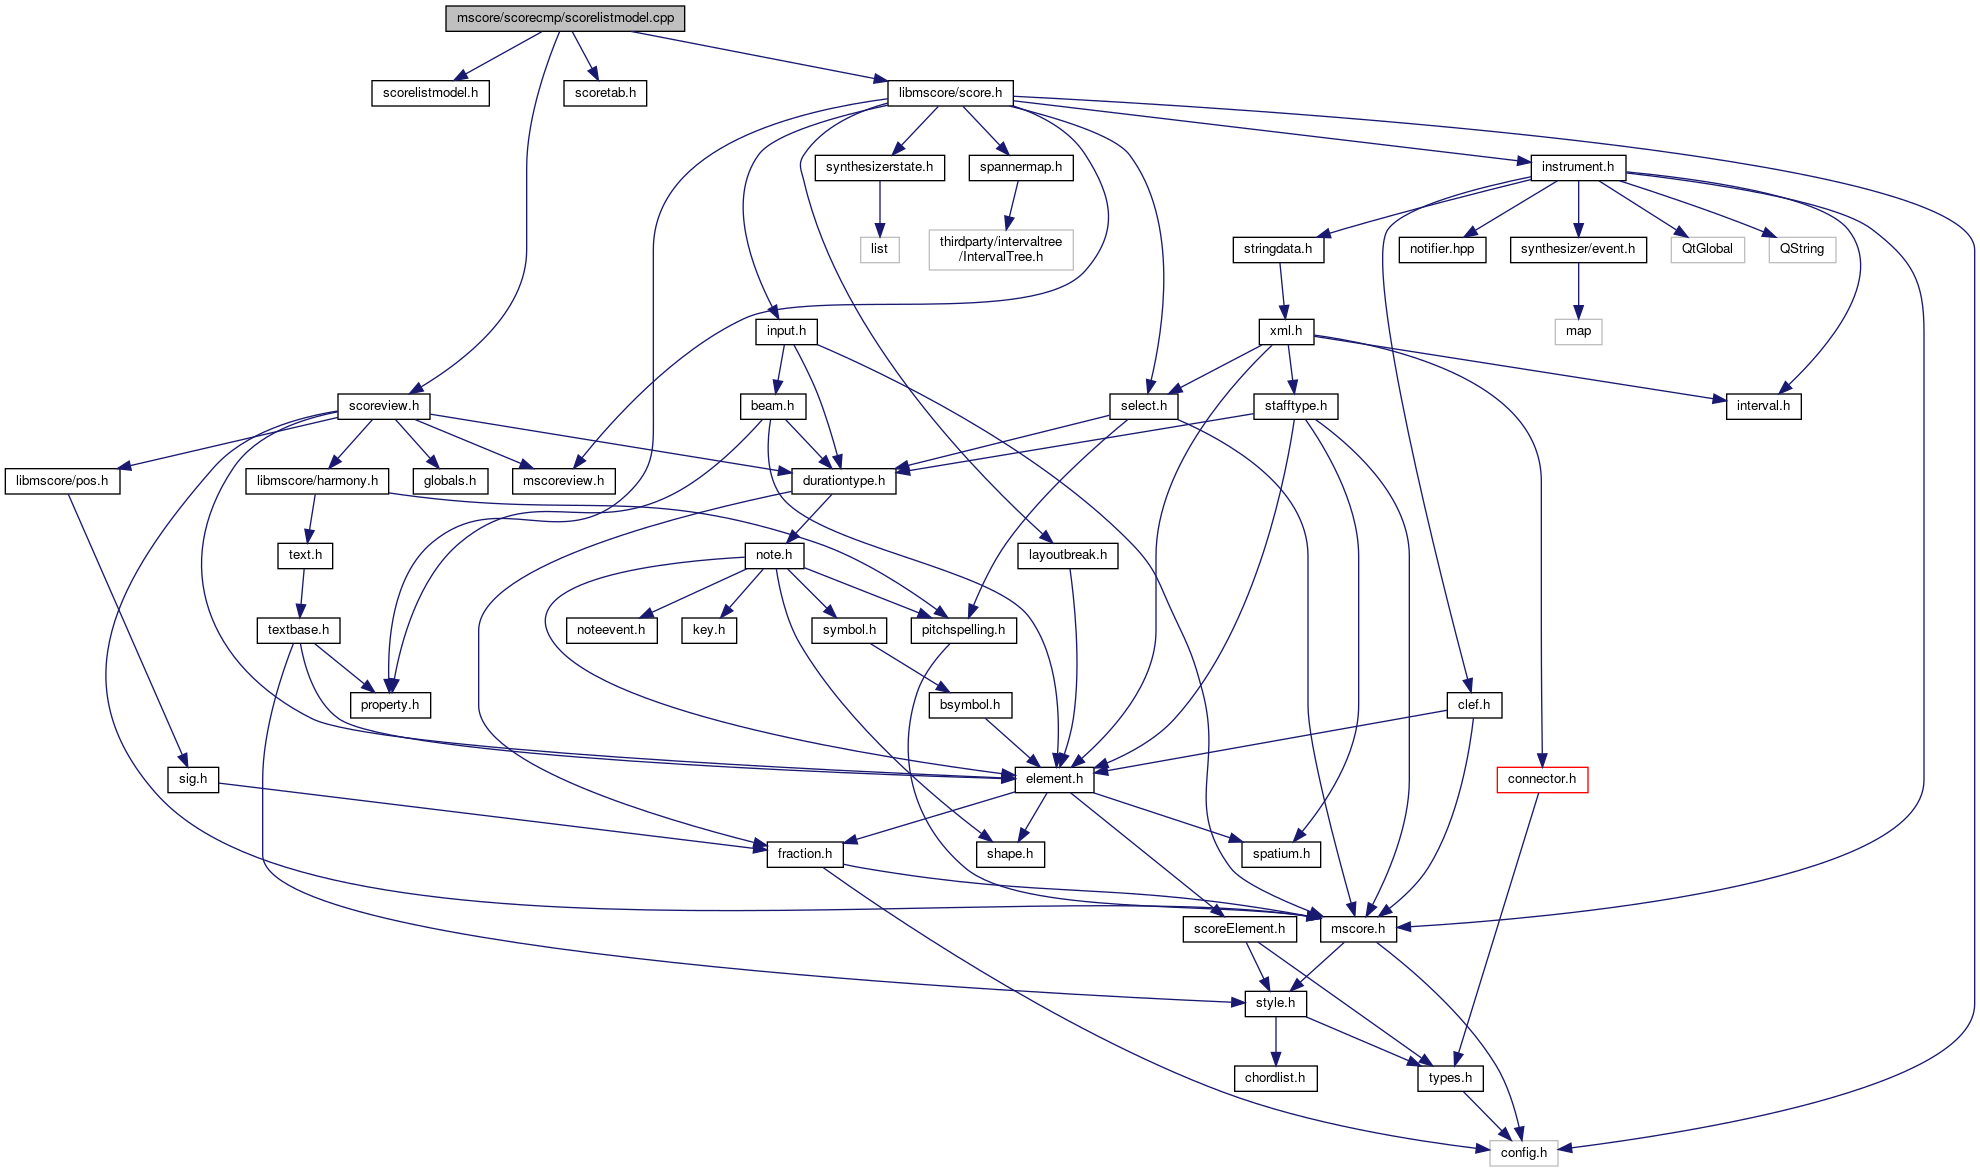 mscore/scorecmp/scorelistmodel.cpp
scorelistmodel.h
scoretab.h
libmscore/score.h
synthesizerstate.h
spannermap.h
instrument.h
list
thirdparty/intervaltree
/IntervalTree.h
stringdata.h
notifier.hpp
synthesizer/event.h
QtGlobal
QString
input.h
xml.h
map
scoreview.h
beam.h
select.h
stafftype.h
interval.h
libmscore/pos.h
libmscore/harmony.h
globals.h
mscoreview.h
durationtype.h
text.h
note.h
layoutbreak.h
textbase.h
noteevent.h
key.h
symbol.h
pitchspelling.h
property.h
bsymbol.h
clef.h
sig.h
element.h
connector.h
fraction.h
shape.h
spatium.h
scoreElement.h
mscore.h
style.h
chordlist.h
types.h
config.h